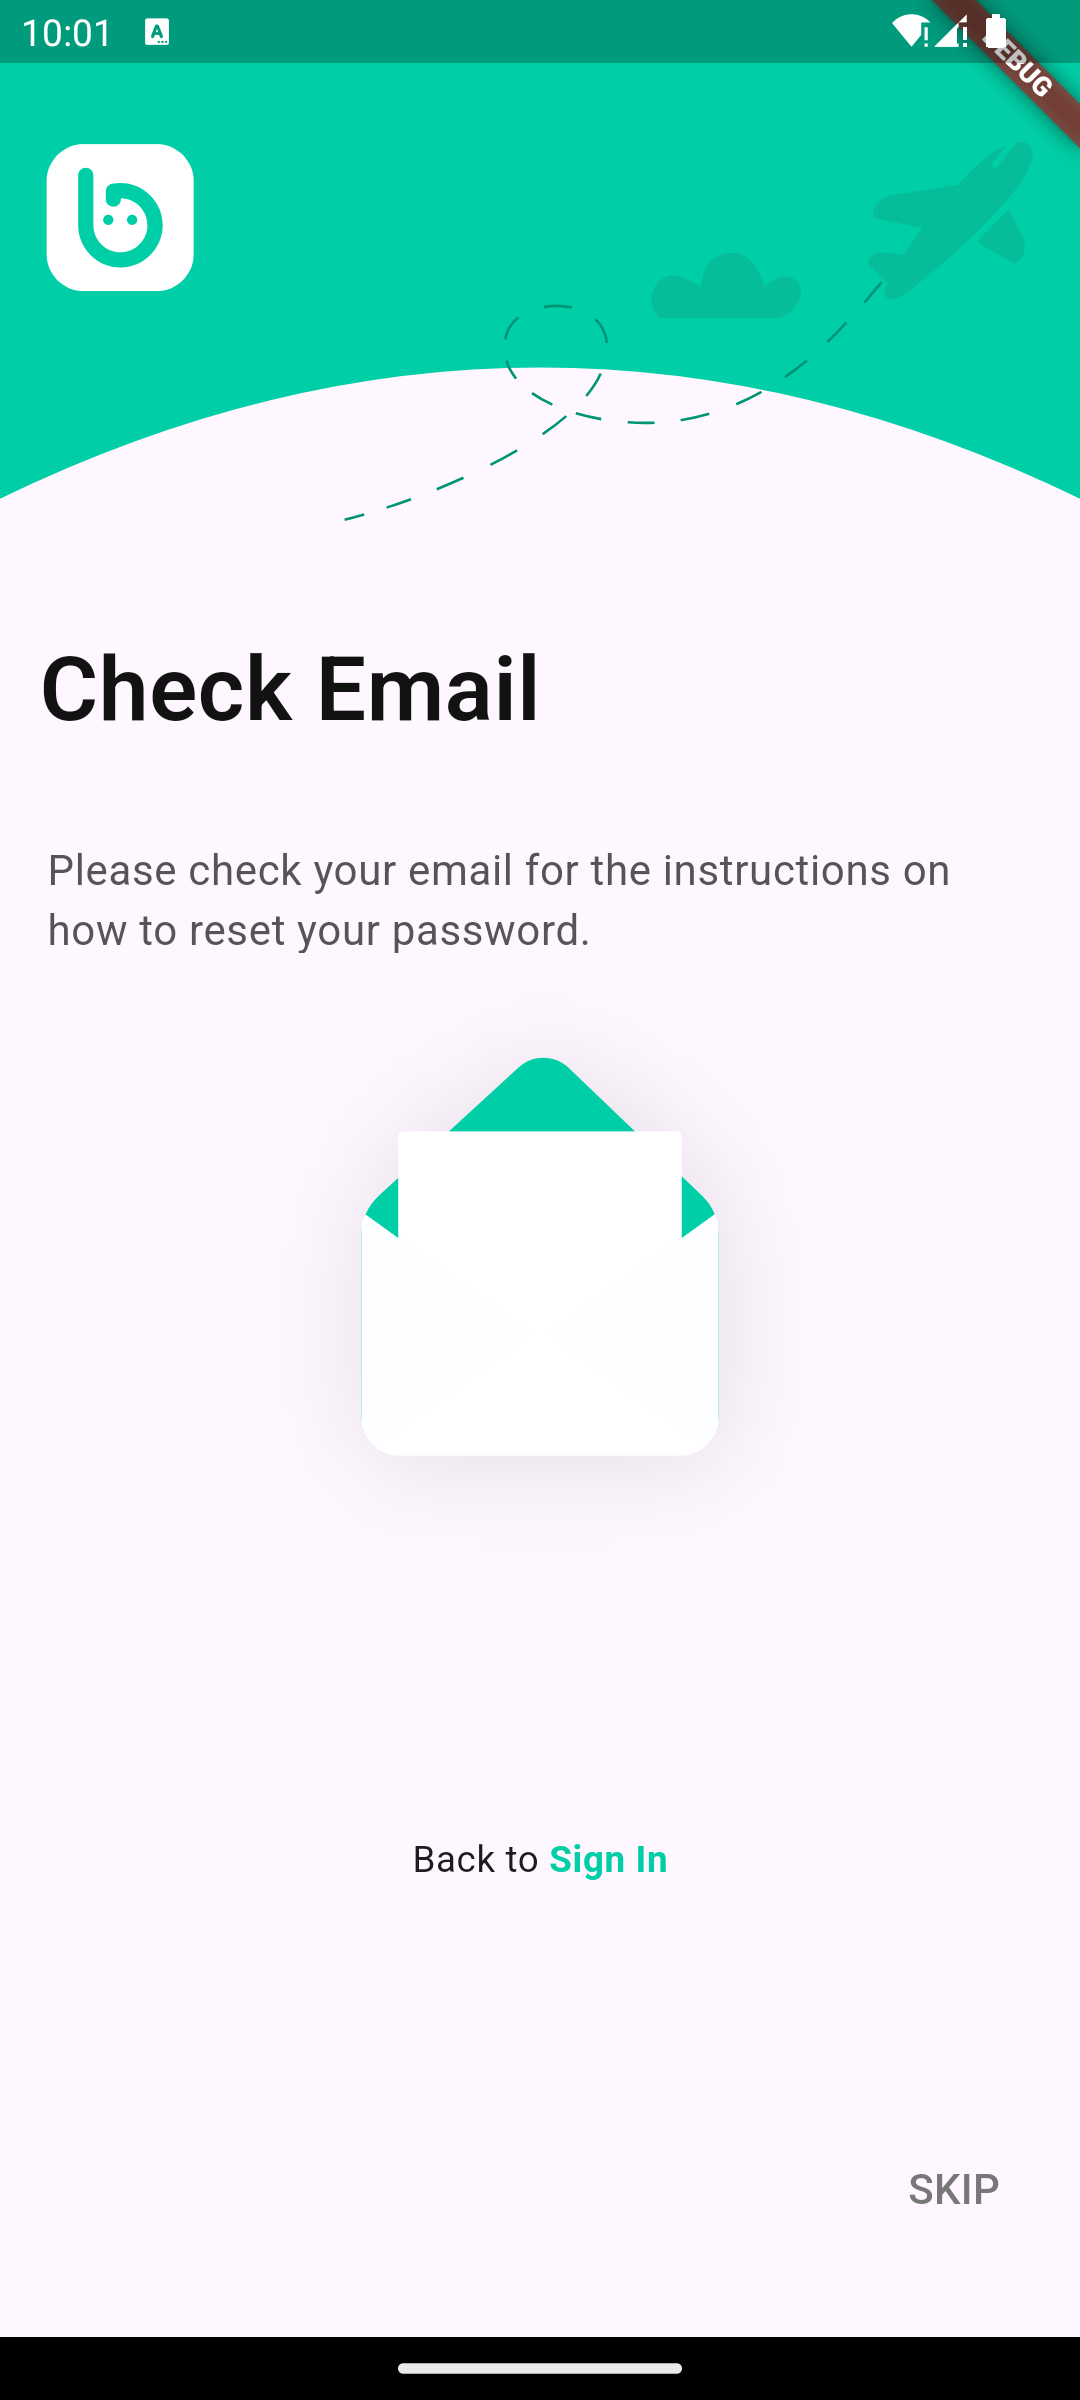 10:01
DEBUG
Check Email
Please check your email for the instructions on
how to reset your password.
Back to Sign In
SKIP